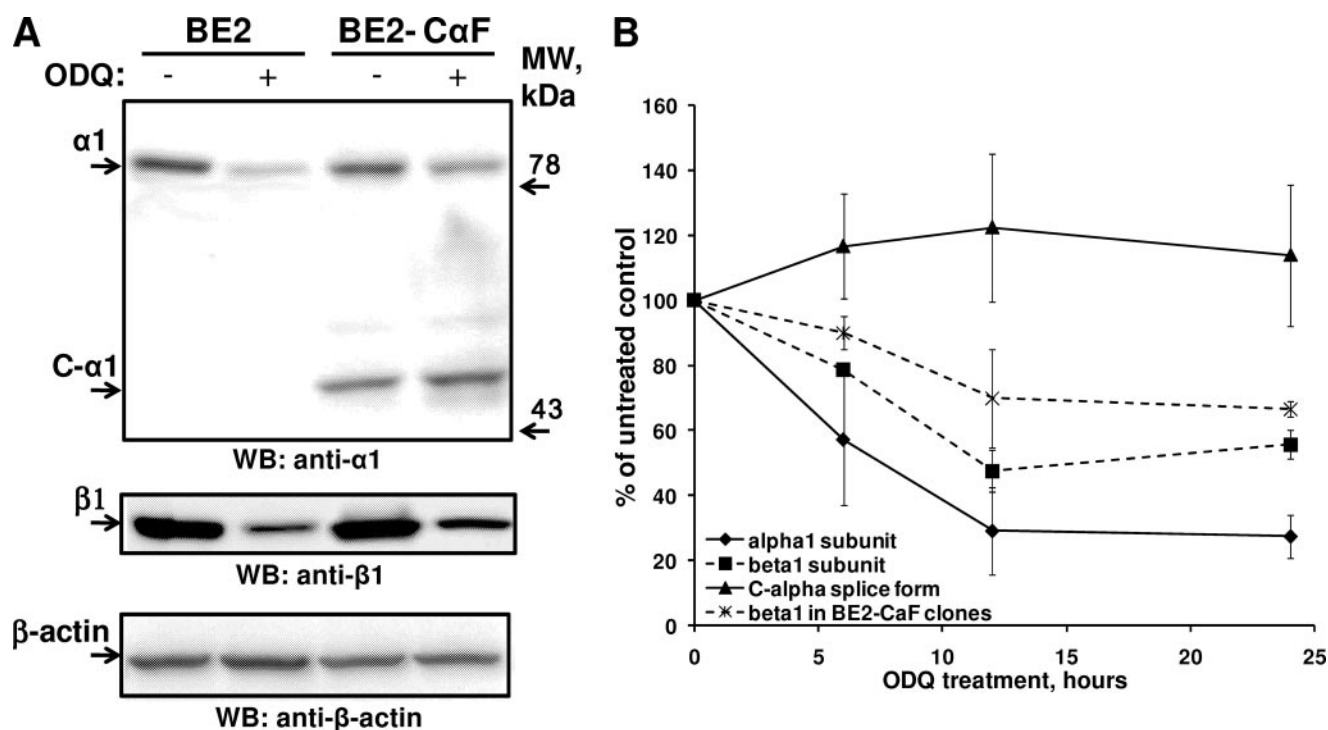 A
BE2 BE2- CαF
ODQ: - + - +
MW,
kDa
α1
78
C-α1
43
WB: anti-α1
β1
WB: anti-β1
β-actin
WB: anti-β-actin
B
160
140
120
100
80
60
40
20
0
% of untreated control
alpha1 subunit
beta1 subunit
C-alpha splice form
beta1 in BE2-CaF clones
0 5 10 15 20 25
ODQ treatment, hours